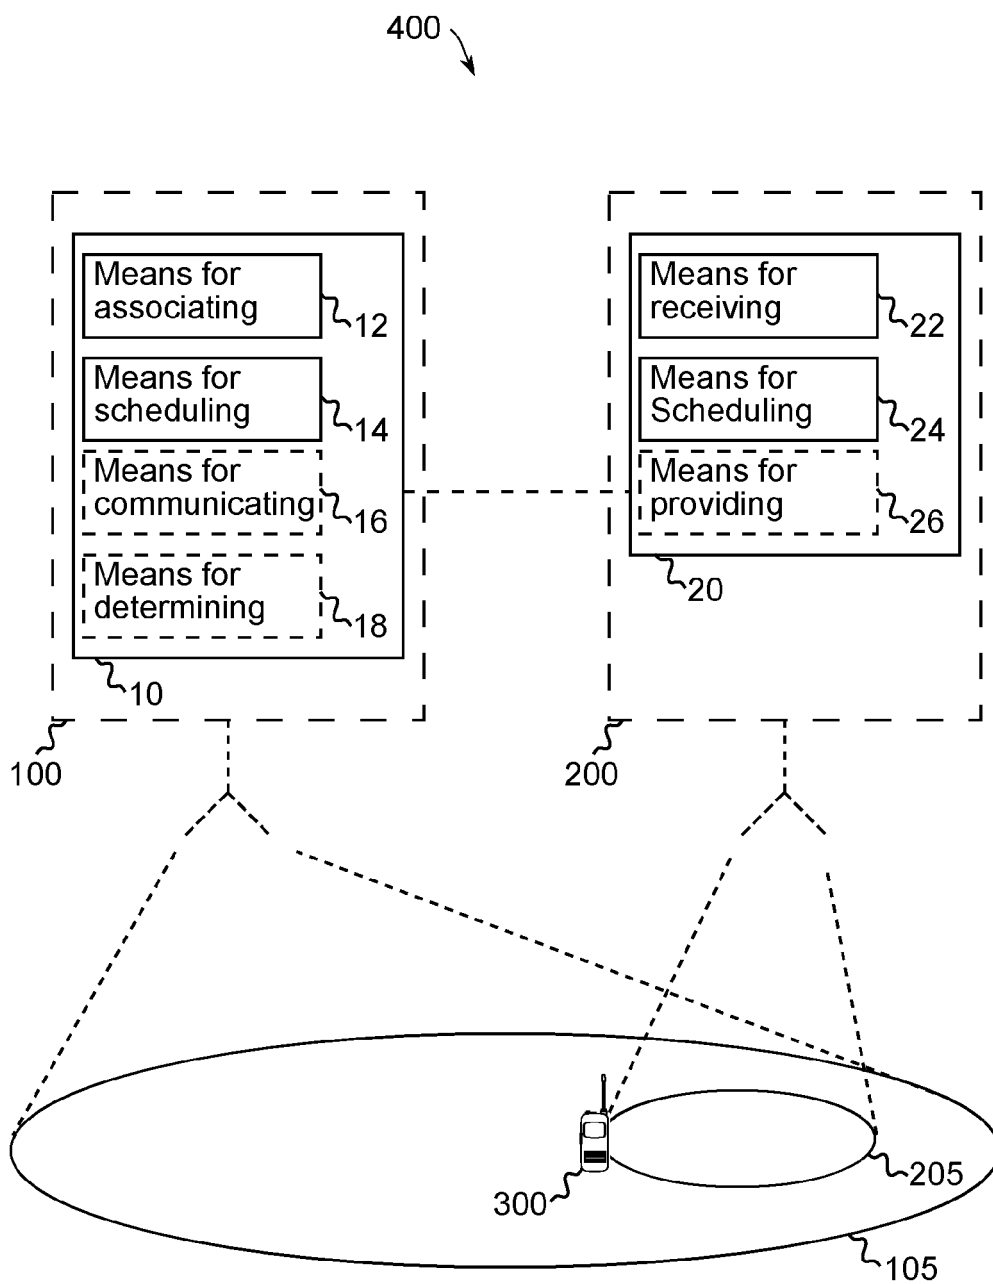 400
Means for
associating
12
Means for
scheduling
14
Means for
communicating
16
Means for
determining
18
10
100
Means for
receiving
22
Means for
Scheduling
24
Means for
providing
26
20
200
300
205
105